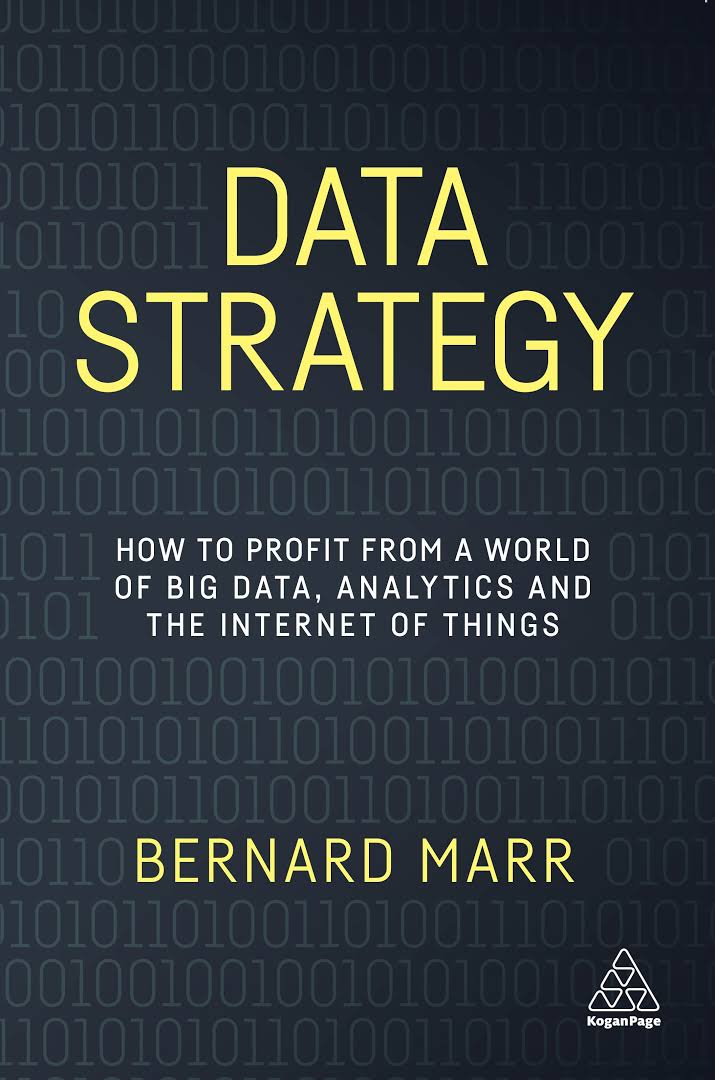 DATA
STRATEGY
HOW TO PROFIT FROM A WORLD
OF BIG DATA, ANALYTICS AND
THE INTERNET OF THINGS
BERNARD MARR
KoganPage